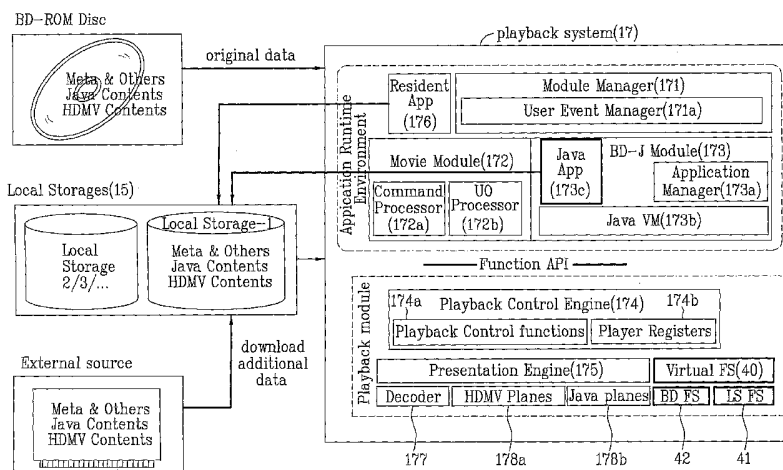 BD-ROM Disc
Meta & Others
Java Contents
HDMV Contents
original data
playback system(17)
Application Runtime
Environment
Resident
App
(176)
Module Manager(171)
User Event Manager(171a)
Movie Module(172)
Command
Processor
(172a)
UO
Processor
(172b)
Java
App
(173c)
BD-J Module(173)
Application
Manager(173a)
Java VM(173b)
Local Storages(15)
Local
Storage
2/3/...
Local Storage-1
Meta & Others
Java Contents
HDMV Contents
Function API
Playback module
174a
Playback Control Engine(174)
174b
Playback Control functions
Player Registers
Presentation Engine(175)
Virtual FS(40)
Decoder
HDMV Planes
Java planes
BD FS
LS FS
177
178a
178b
42
41
download
additional
data
External source
Meta & Others
Java Contents
HDMV Contents